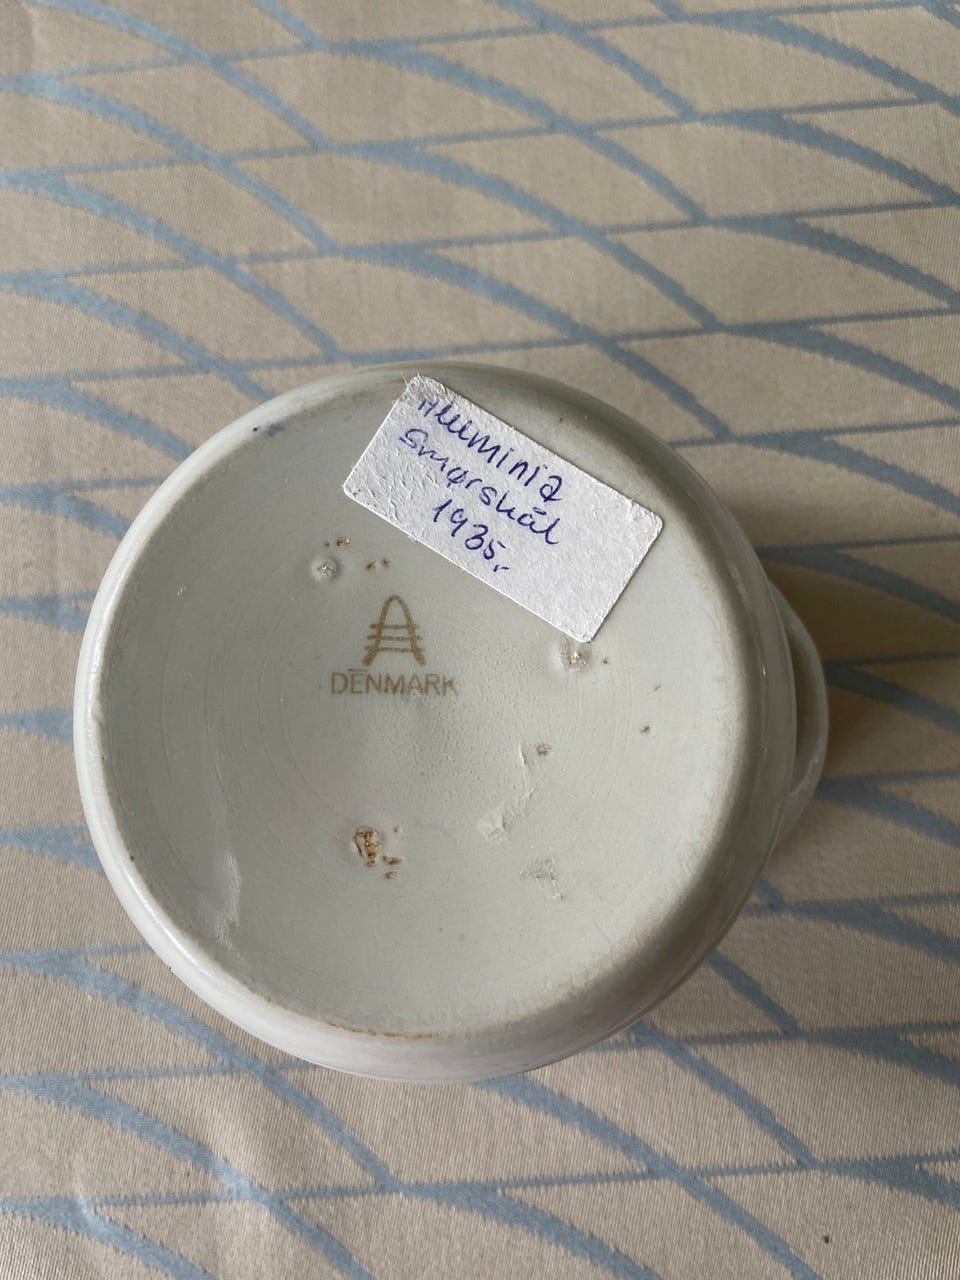 Aluminia
Smørskål
1935.
A
DENMARK